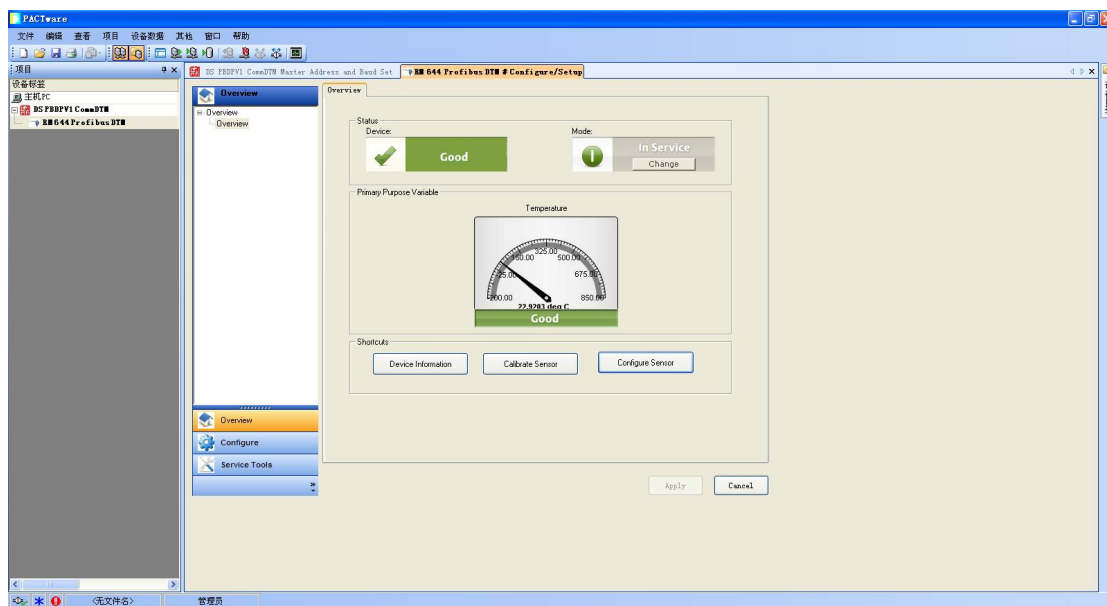 PACTware
文件 编辑 查看 项目 设备数据 其他 窗口 帮助
项目
DS PBDPV1 CommDTM Master Address and Baud Set
RM 644 Profibus DTM # Configure/Setup
设备标签
主机PC
DS PBDPV1 CommDTM
RM 644 Profibus DTM
Overview
Overview
Overview
Overview
Status
Device:
Good
Mode:
In Service
Change
Primary Purpose Variable
Temperature
325.00
150.00
500.00
675.00
850.00
22.9203 deg C
Good
Shortcuts
Device Information
Calibrate Sensor
Configure Sensor
Overview
Configure
Service Tools
Apply
Cancel
<无文件名>
管理员